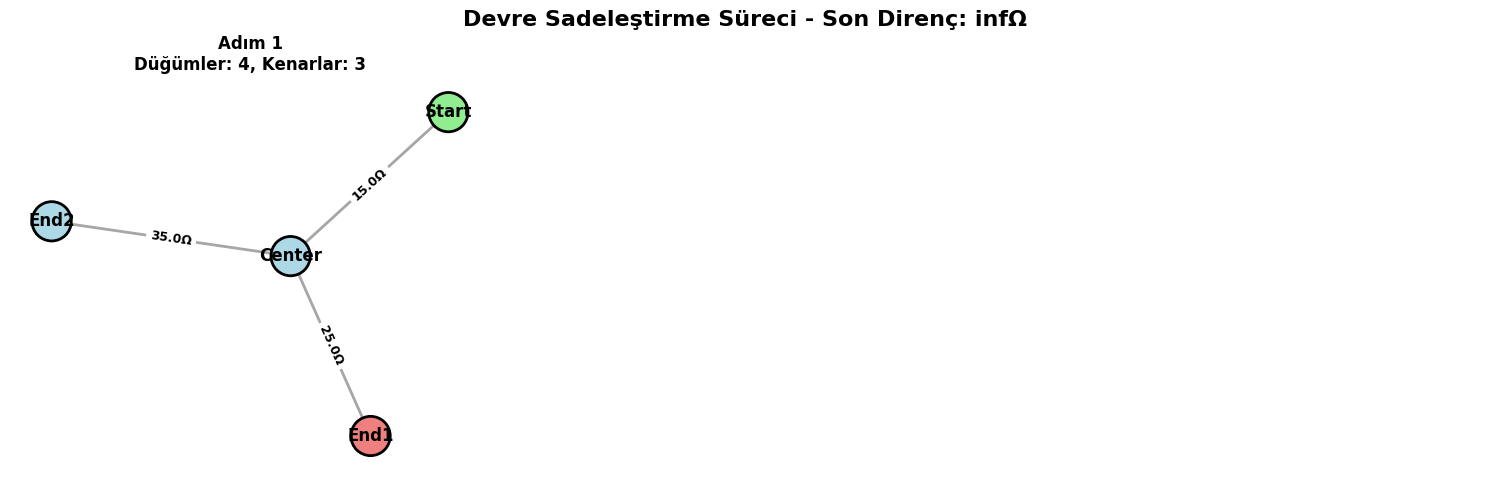 Devre Sadeleştirme Süreci - Son Direnç: infΩ
Adım 1
Düğümler: 4, Kenarlar: 3
Start
15.0Ω
End2
35.0Ω
Center
25.0Ω
End1